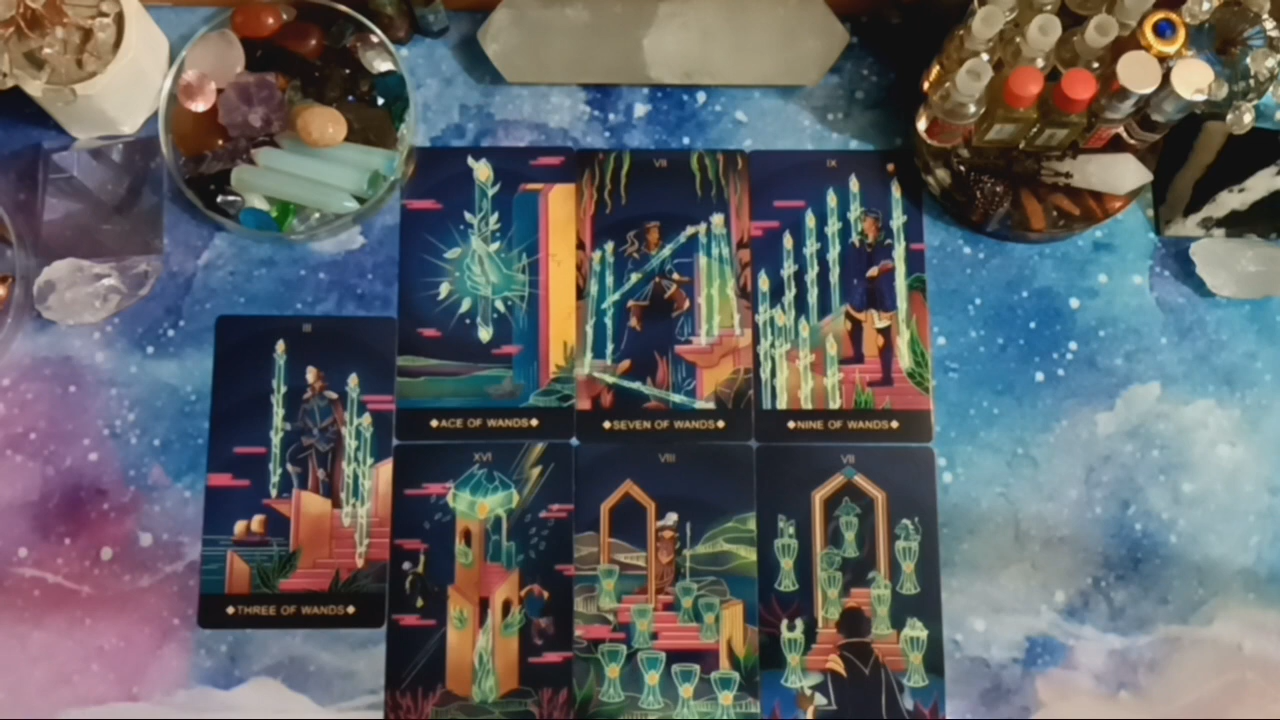 III
◆THREE OF WANDS◆
◆ACE OF WANDS◆
VII
◆SEVEN OF WANDS◆
IX
◆NINE OF WANDS◆
XVI
VIII
VII